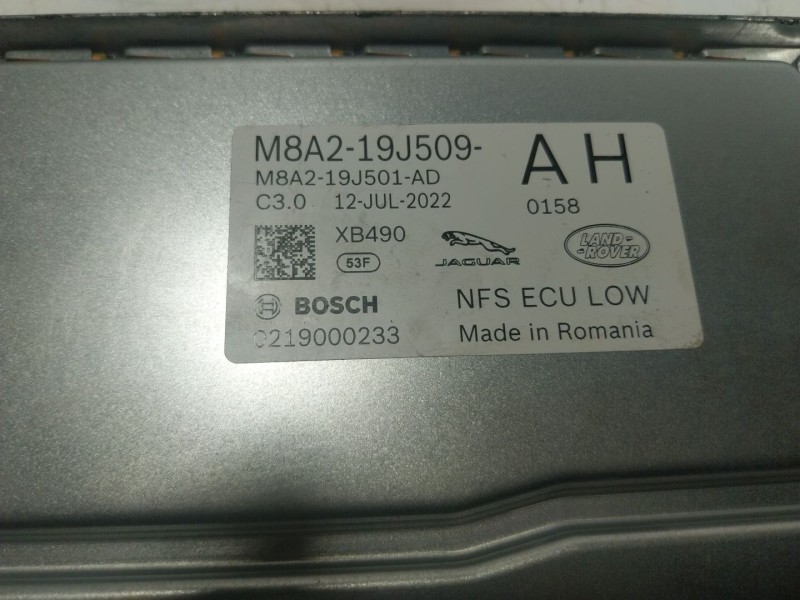 M8A2-19J509- AH
M8A2-19J501-AD
C3.0 12-JUL-2022 0158
XB490
53F
JAGUAR
LAND-
-ROVER
BOSCH NFS ECU LOW
0219000233 Made in Romania